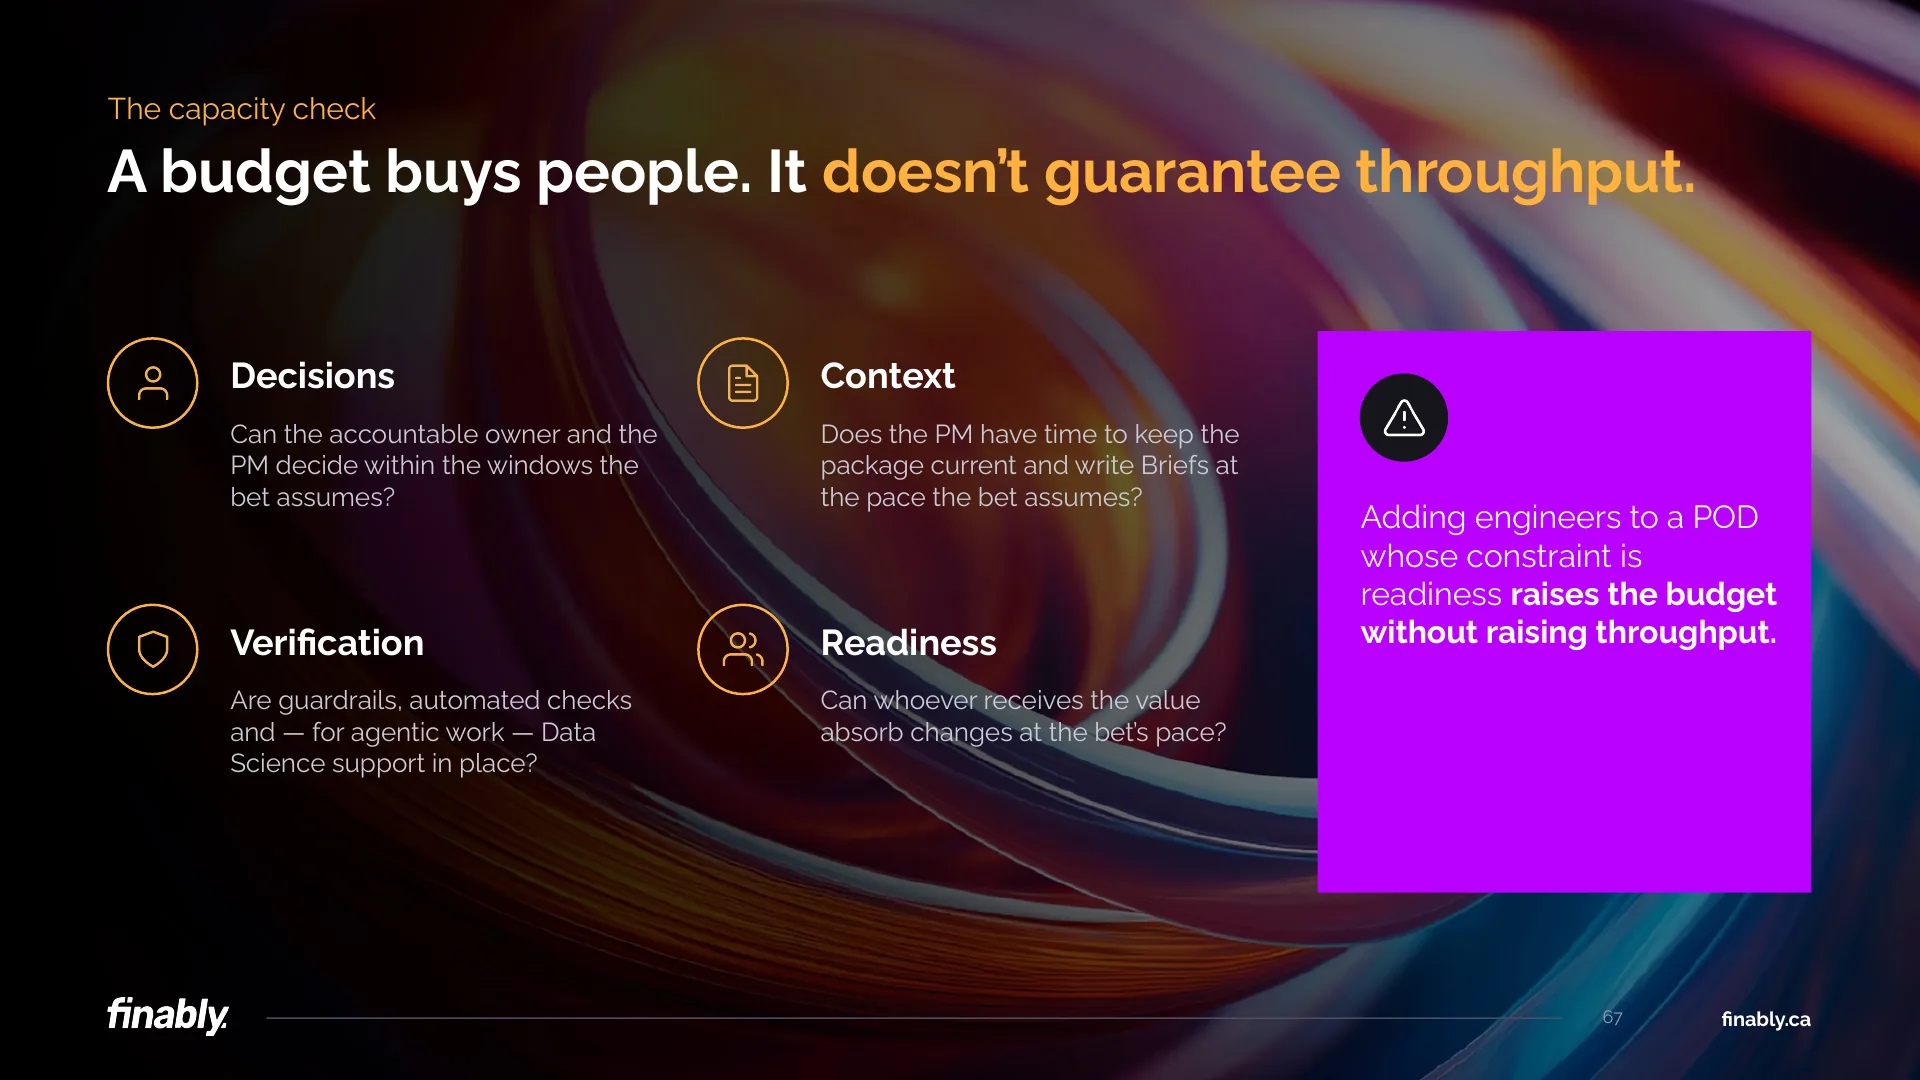 The capacity check
A budget buys people. It doesn’t guarantee throughput.
Decisions
Can the accountable owner and the
PM decide within the windows the
bet assumes?
Context
Does the PM have time to keep the
package current and write Briefs at
the pace the bet assumes?
Verification
Are guardrails, automated checks
and — for agentic work — Data
Science support in place?
Readiness
Can whoever receives the value
absorb changes at the bet’s pace?
Adding engineers to a POD
whose constraint is
readiness raises the budget
without raising throughput.
finably.
67
finably.ca